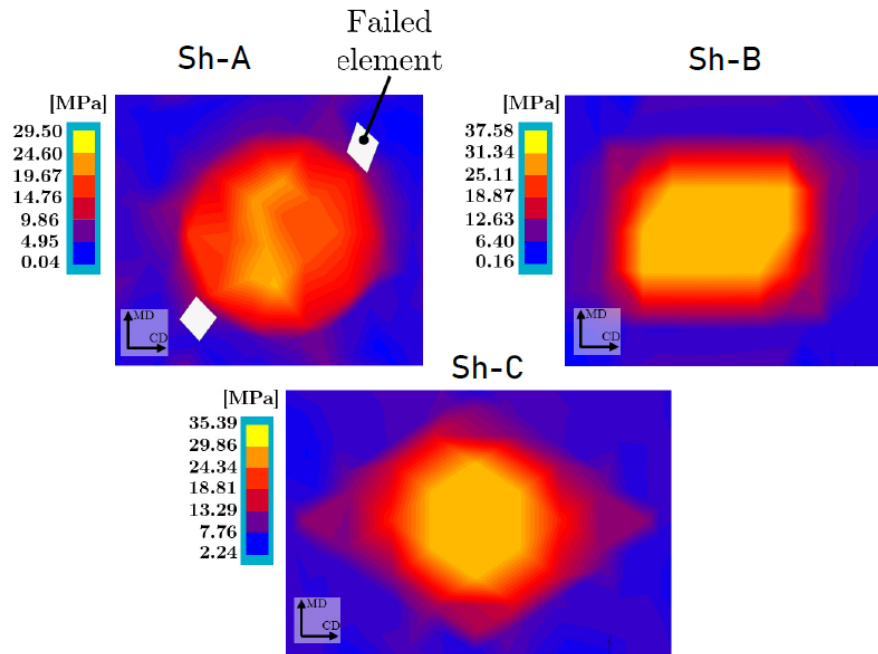 Failed
element
Sh-A
[MPa]
29.50
24.60
19.67
14.76
9.86
4.95
0.04
MD
CD
Sh-B
[MPa]
37.58
31.34
25.11
18.87
12.63
6.40
0.16
MD
CD
Sh-C
[MPa]
35.39
29.86
24.34
18.81
13.29
7.76
2.24
MD
CD